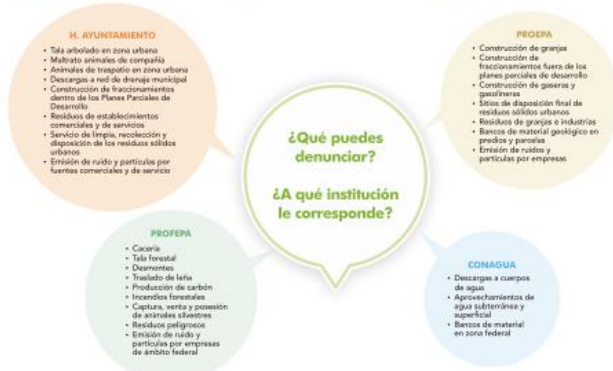 H. AYUNTAMIENTO
• Tala arbolado en zona urbana
• Maltrato animales de compañía
• Animales de traspatio en zona urbana
• Descargas a red de drenaje municipal
• Construcción de fraccionamientos
dentro de los Planes Parciales de
Desarrollo
• Residuos de establecimientos
comerciales y de servicios
• Servicio de limpia, recolección y
disposición de los residuos sólidos
urbanos
• Emisión de ruido y partículas por
fuentes comerciales y de servicio
PROEPA
• Construcción de granjas
• Construcción de
fraccionamientos fuera de los
planes parciales de desarrollo
• Construcción de gaseras y
gasolineras
• Sitios de disposición final de
residuos sólidos urbanos
• Residuos de granjas e industrias
• Bancos de material geológico en
predios y parcelas
• Emisión de ruidos y
partículas por empresas
¿Qué puedes
denunciar?
¿A qué institución
le corresponde?
PROFEPA
• Cacería
• Tala forestal
• Desmontes
• Traslado de leña
• Producción de carbón
• Incendios forestales
• Captura, venta y posesión
de animales silvestres
• Residuos peligrosos
• Emisión de ruido y
partículas por empresas
de ámbito federal
CONAGUA
• Descargas a cuerpos
de agua
• Aprovechamientos de
agua subterránea y
superficial
• Bancos de material
en zona federal